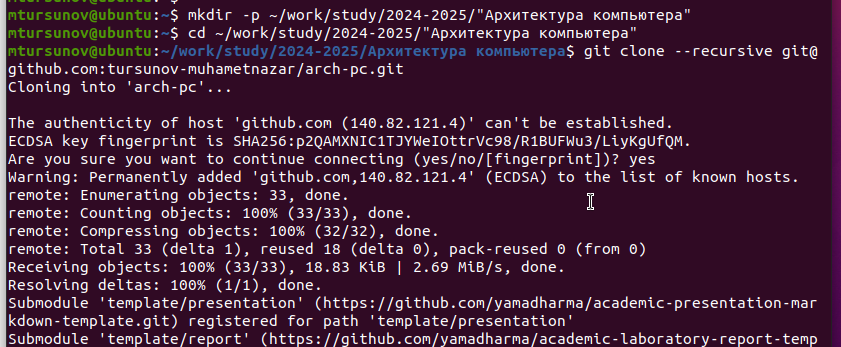 mtursunov@ubuntu:~$ mkdir -p ~/work/study/2024-2025/"Архитектура компьютера"
mtursunov@ubuntu:~$ cd ~/work/study/2024-2025/"Архитектура компьютера"
mtursunov@ubuntu:~/work/study/2024-2025/Архитектура компьютера$ git clone --recursive git@
github.com:tursunov-muhametnazar/arch-pc.git
Cloning into 'arch-pc'...
The authenticity of host 'github.com (140.82.121.4)' can't be established.
ECDSA key fingerprint is SHA256:p2QAMXNIC1TJYWeIOttrVc98/R1BUFWu3/LiyKgUfQM.
Are you sure you want to continue connecting (yes/no/[fingerprint])? yes
Warning: Permanently added 'github.com,140.82.121.4' (ECDSA) to the list of known hosts.
remote: Enumerating objects: 33, done.
remote: Counting objects: 100% (33/33), done.
remote: Compressing objects: 100% (32/32), done.
remote: Total 33 (delta 1), reused 18 (delta 0), pack-reused 0 (from 0)
Receiving objects: 100% (33/33), 18.83 KiB | 2.69 MiB/s, done.
Resolving deltas: 100% (1/1), done.
Submodule 'template/presentation' (https://github.com/yamadharma/academic-presentation-mar
kdown-template.git) registered for path 'template/presentation'
Submodule 'template/report' (https://github.com/yamadharma/academic-laboratory-report-temp